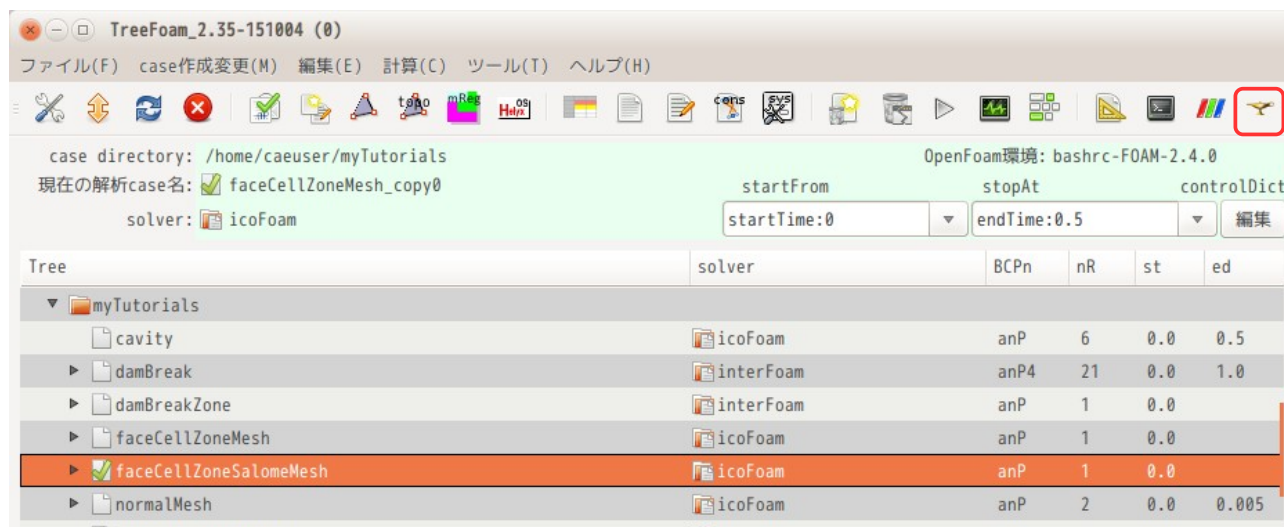 TreeFoam_2.35-151004 (0)
ファイル(F) case作成変更(M) 編集(E) 計算(C) ツール(T) ヘルプ(H)
topo mReg Helyx OS cons SYS
case directory: /home/caeuser/myTutorials OpenFoam環境: bashrc-FOAM-2.4.0
現在の解析case名: faceCellZoneMesh_copy0 startFrom stopAt controlDict
solver: icoFoam startTime:0 endTime:0.5 編集
Tree solver BCPn nR st ed
myTutorials
cavity icoFoam anP 6 0.0 0.5
damBreak interFoam anP4 21 0.0 1.0
damBreakZone interFoam anP 1 0.0
faceCellZoneMesh icoFoam anP 1 0.0
faceCellZoneSalomeMesh icoFoam anP 1 0.0
normalMesh icoFoam anP 2 0.0 0.005